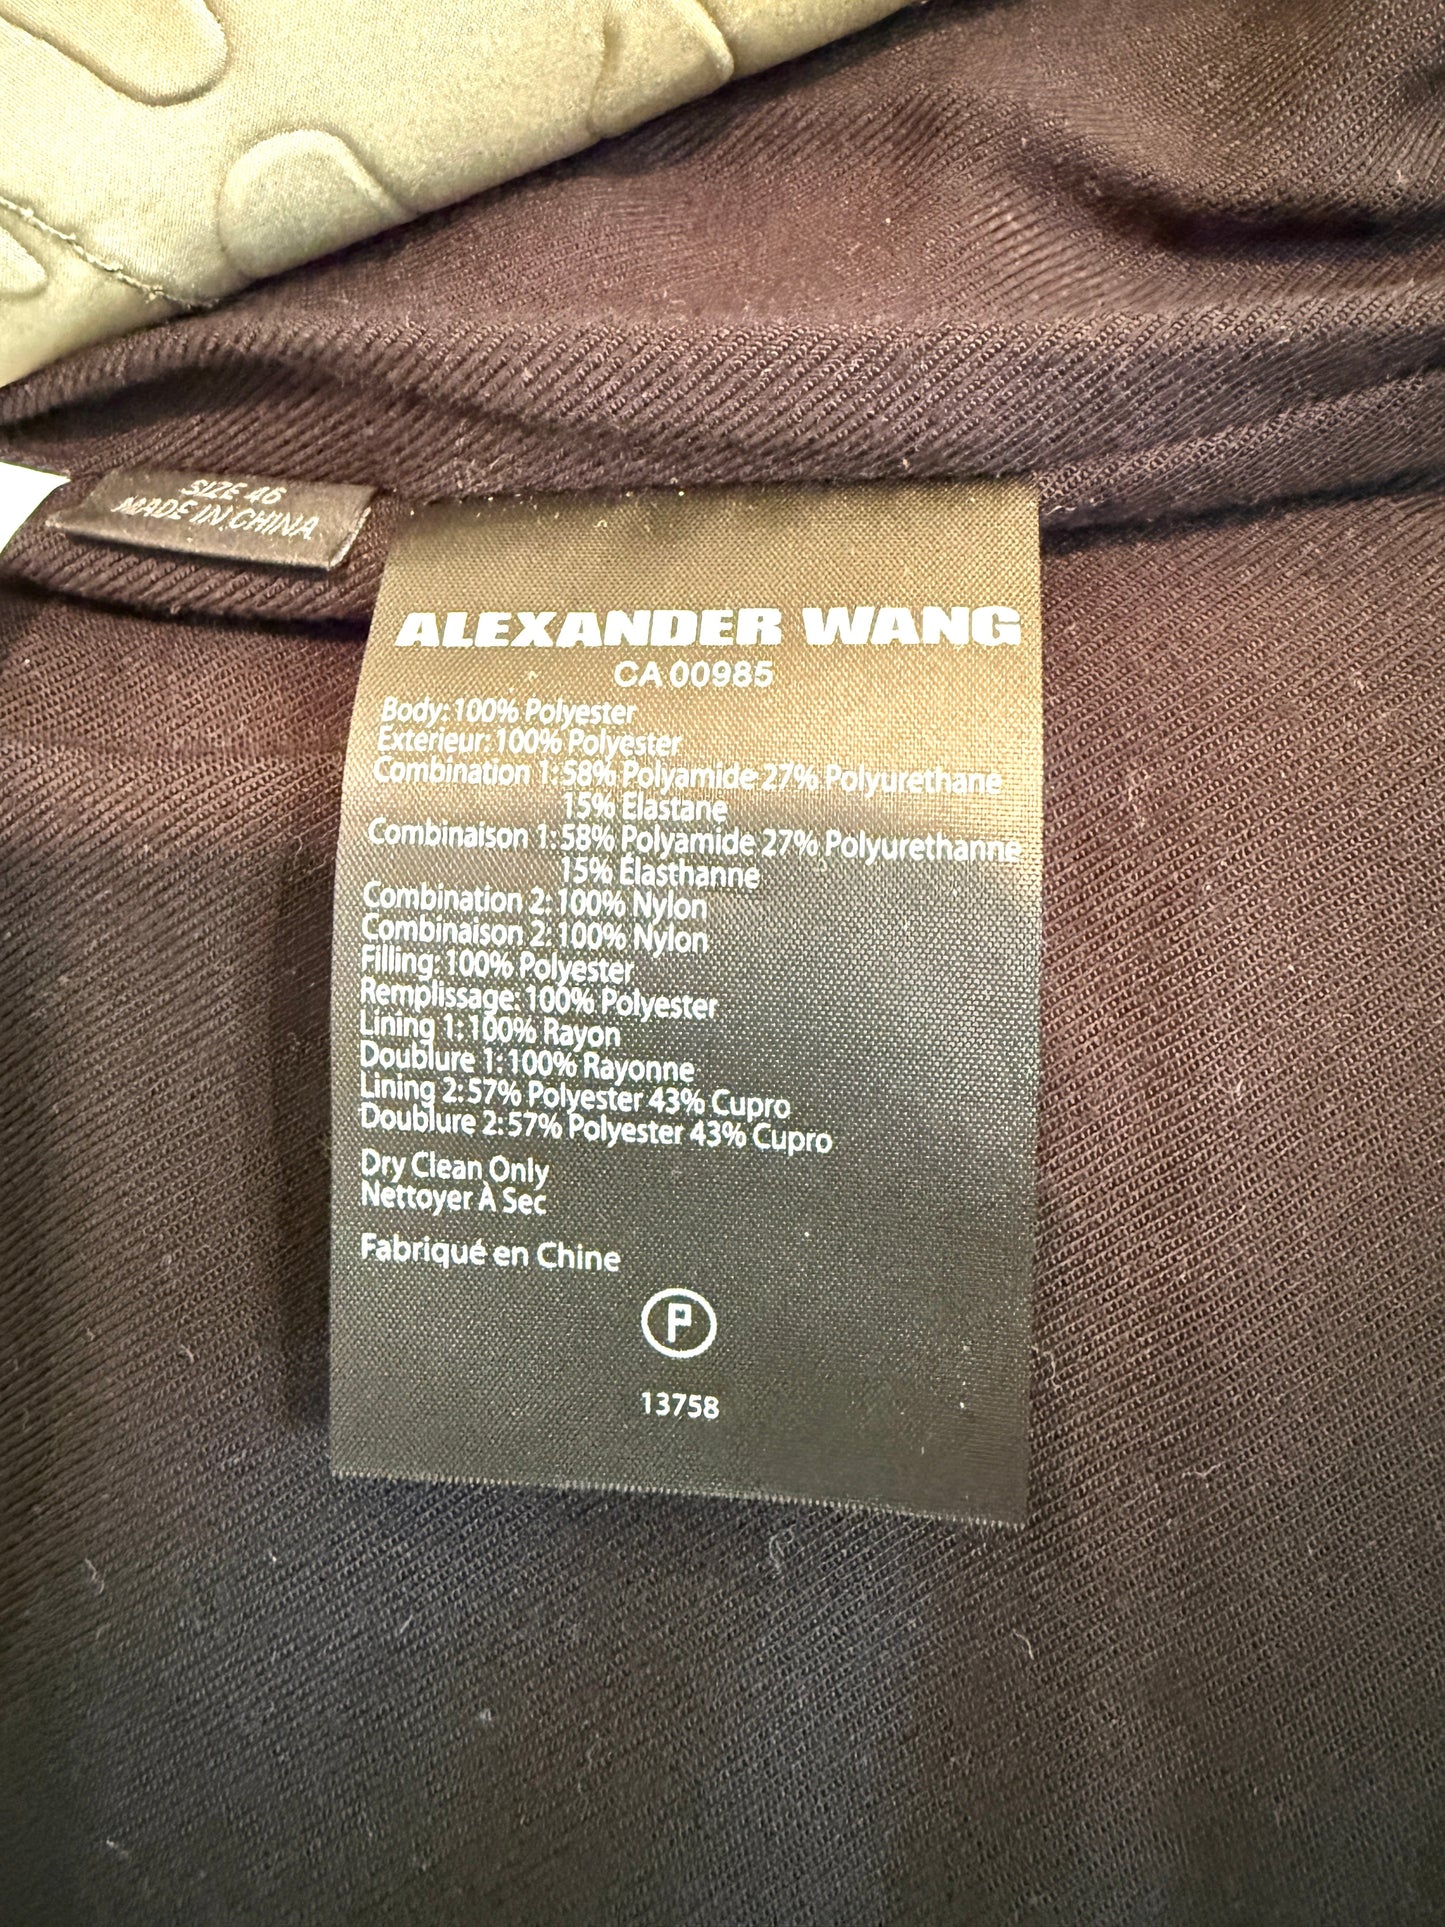 SIZE 46
MADE IN CHINA
ALEXANDER WANG
CA 00985
Body: 100% Polyester
Exterieur: 100% Polyester
Combination 1: 58% Polyamide 27% Polyurethane
15% Elastane
Combinaison 1: 58% Polyamide 27% Polyurethanne
15% Élasthanne
Combination 2: 100% Nylon
Combinaison 2: 100% Nylon
Filling: 100% Polyester
Remplissage: 100% Polyester
Lining 1: 100% Rayon
Doublure 1: 100% Rayonne
Lining 2: 57% Polyester 43% Cupro
Doublure 2: 57% Polyester 43% Cupro
Dry Clean Only
Nettoyer À Sec
Fabriqué en Chine
P
13758